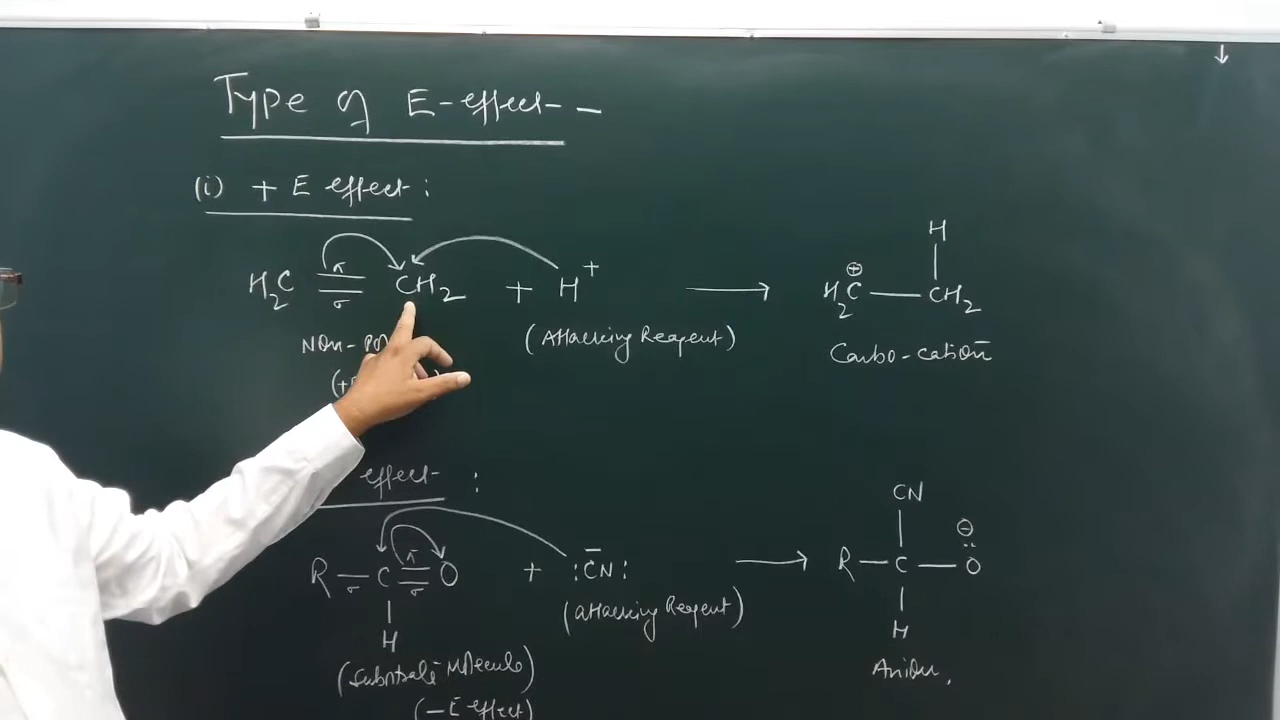 Type of E-effect-
(i) + E effect :
H2C π σ CH2 + H+ → H2C⊕ — CH2 H
Non-Po
(Attacking Reagent)
Carbo-cation
effect :
R — σ C π O H + :C̄N: → R — C — O CN H ⊖ ..
(attacking Reagent)
(Substrate Molecule)
Anion,
(-E effect)